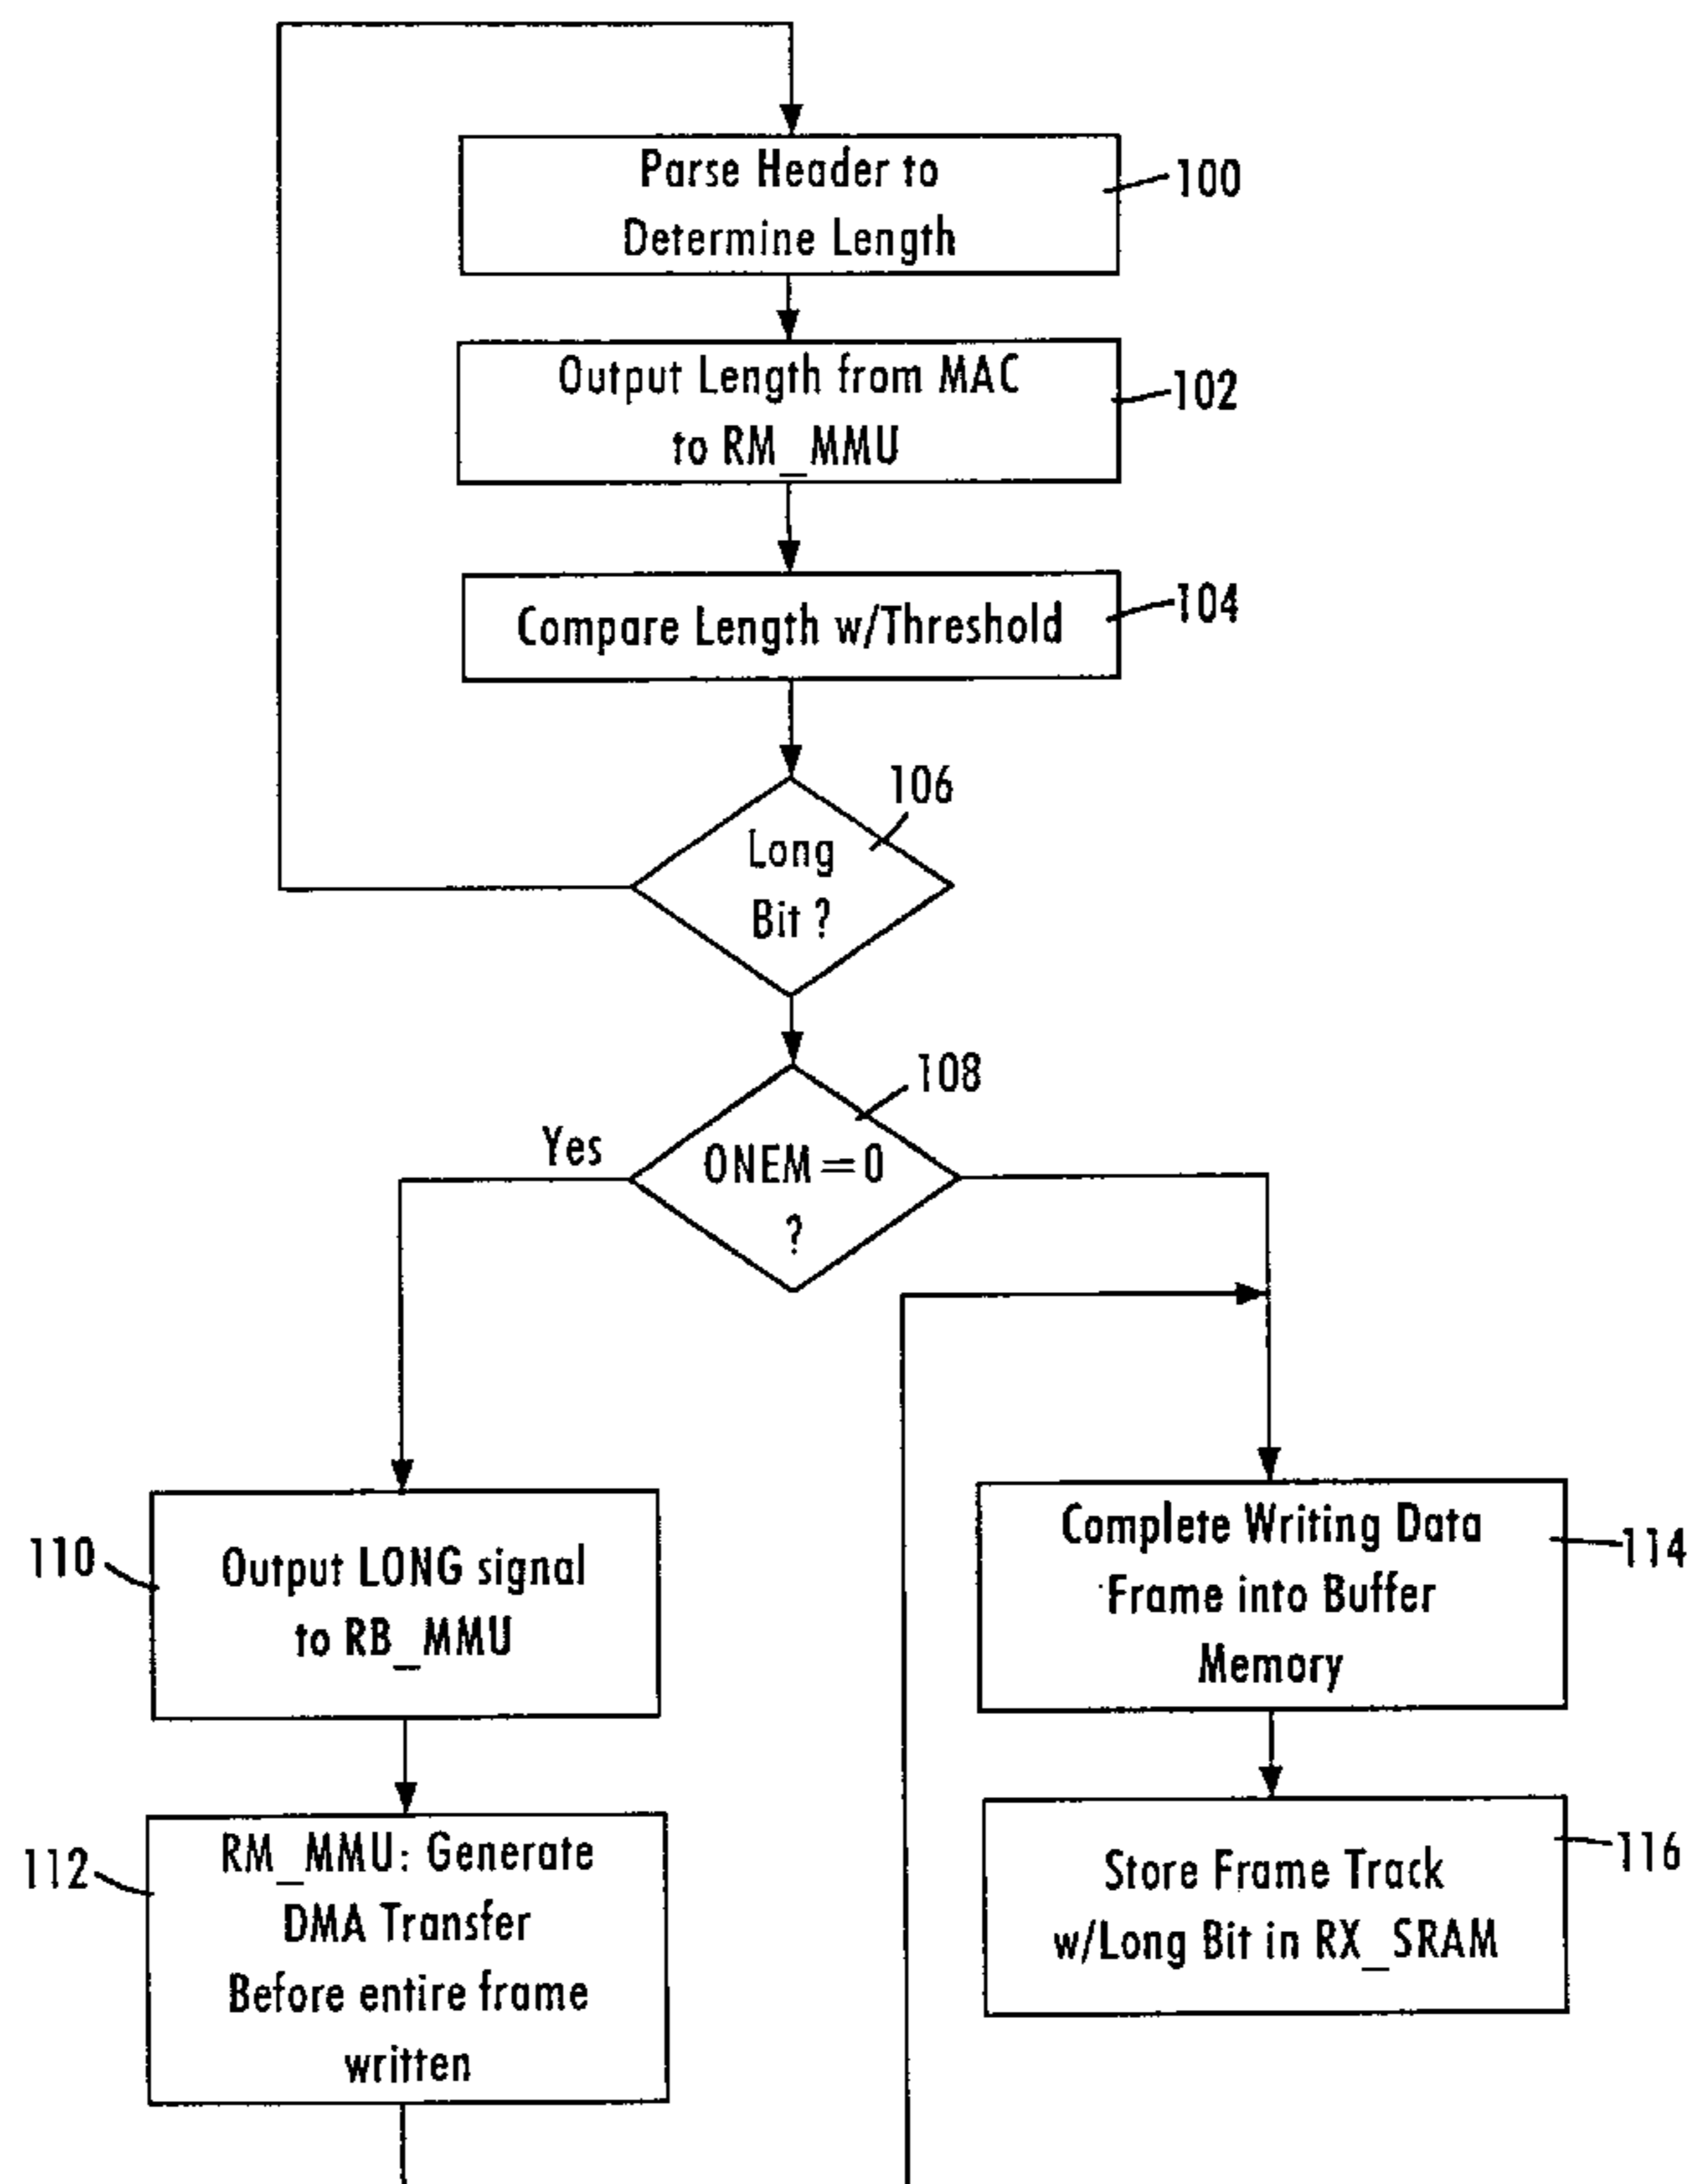 Parse Header to
Determine Length
100
Output Length from MAC
to RM_MMU
102
Compare Length w/Threshold
104
106
Long
Bit ?
108
Yes
ONEM=0
?
110
Output LONG signal
to RB_MMU
Complete Writing Data
Frame into Buffer
Memory
114
112
RM_MMU: Generate
DMA Transfer
Before entire frame
written
Store Frame Track
w/Long Bit in RX_SRAM
116